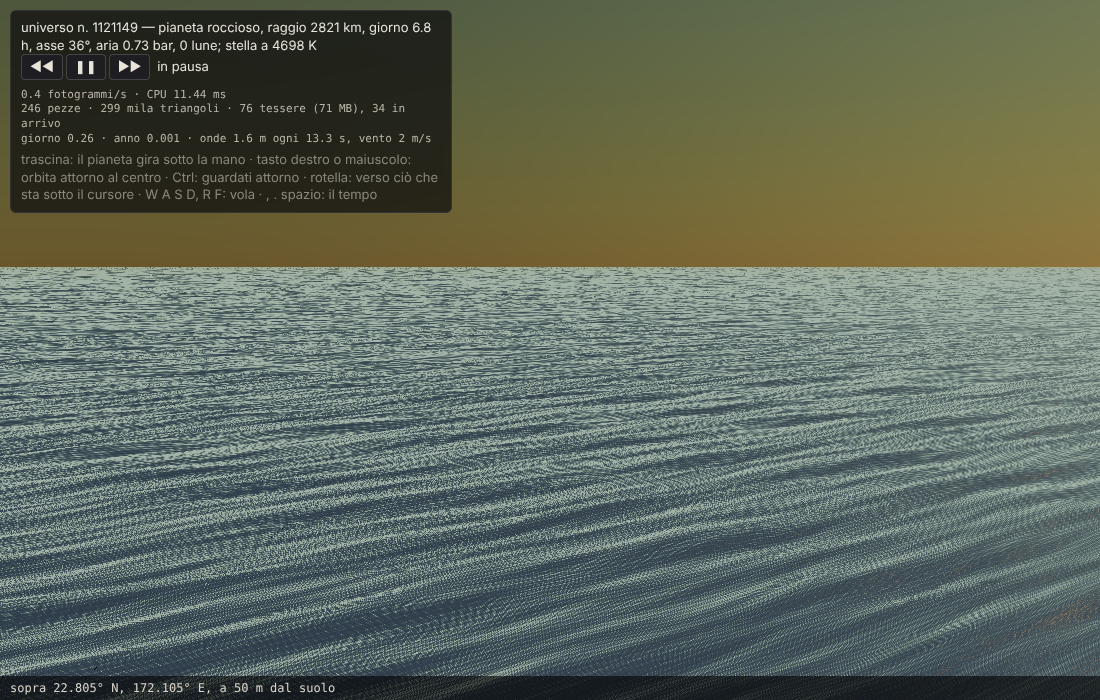 universo n. 1121149 — pianeta roccioso, raggio 2821 km, giorno 6.8
h, asse 36°, aria 0.73 bar, 0 lune; stella a 4698 K
in pausa
0.4 fotogrammi/s · CPU 11.44 ms
246 pezze · 299 mila triangoli · 76 tessere (71 MB), 34 in
arrivo
giorno 0.26 · anno 0.001 · onde 1.6 m ogni 13.3 s, vento 2 m/s
trascina: il pianeta gira sotto la mano · tasto destro o maiuscolo:
orbita attorno al centro · Ctrl: guardati attorno · rotella: verso ciò che
sta sotto il cursore · W A S D, R F: vola · , . spazio: il tempo
sopra 22.805° N, 172.105° E, a 50 m dal suolo